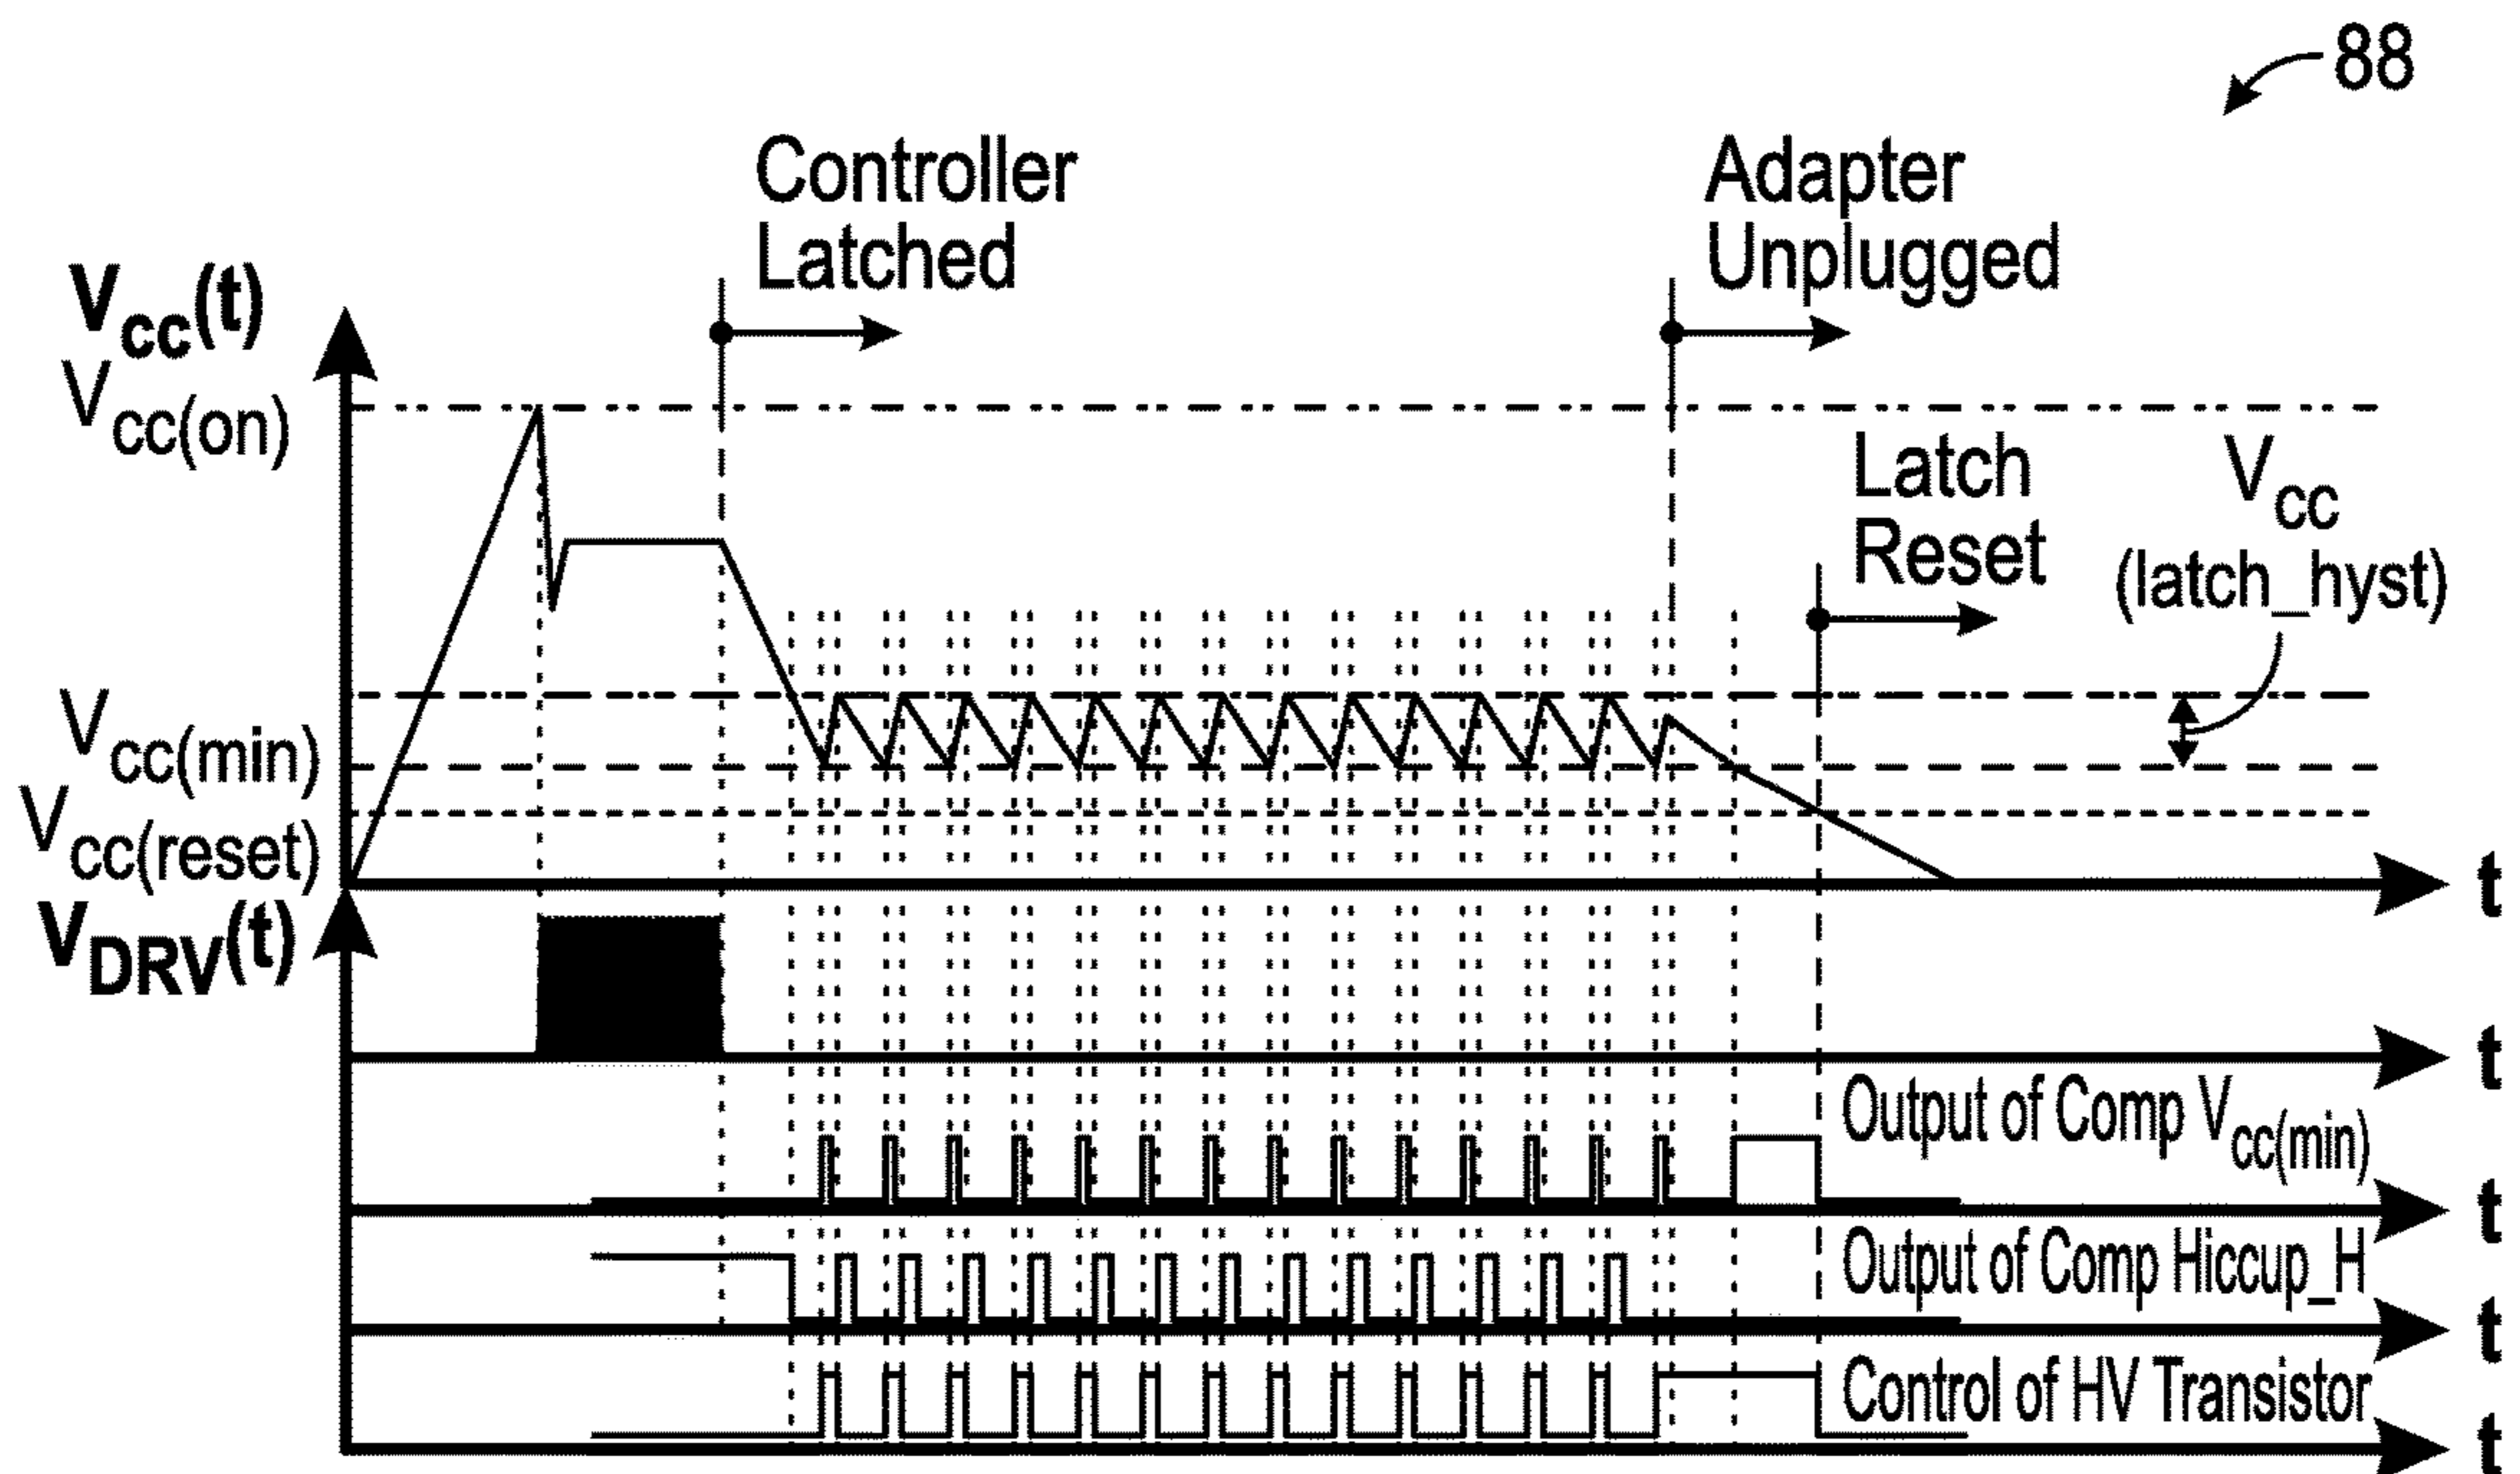 88
Controller
Latched
Adapter
Unplugged
Vcc(t)
Vcc(on)
Latch
Reset
Vcc
(latch_hyst)
Vcc(min)
Vcc(reset)
t
VDRV(t)
t
Output of Comp Vcc(min)
t
Output of Comp Hiccup_H
t
Control of HV Transistor
t